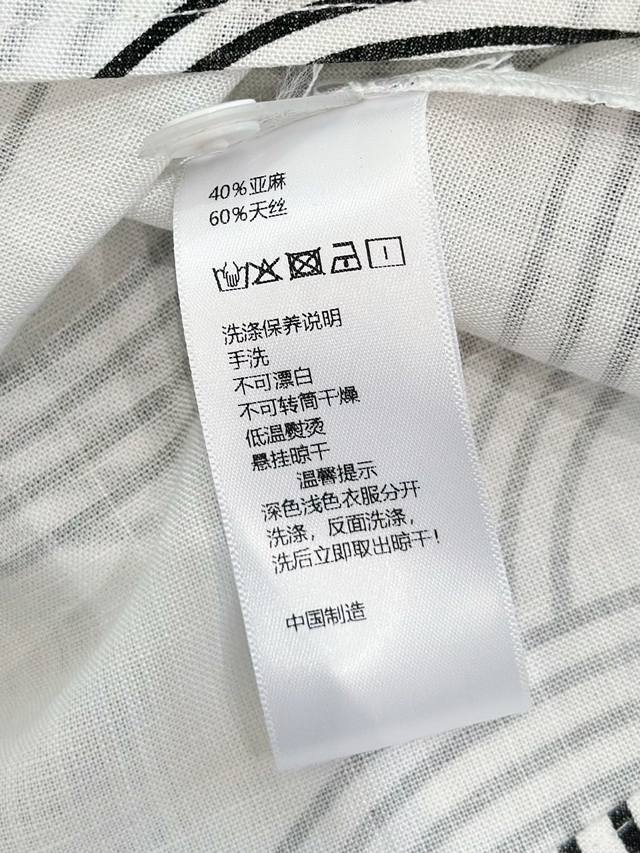 40%亚麻
60%天丝
洗涤保养说明
手洗
不可漂白
不可转筒干燥
低温熨烫
悬挂晾干
温馨提示
深色浅色衣服分开
洗涤，反面洗涤，
洗后立即取出晾干！
中国制造